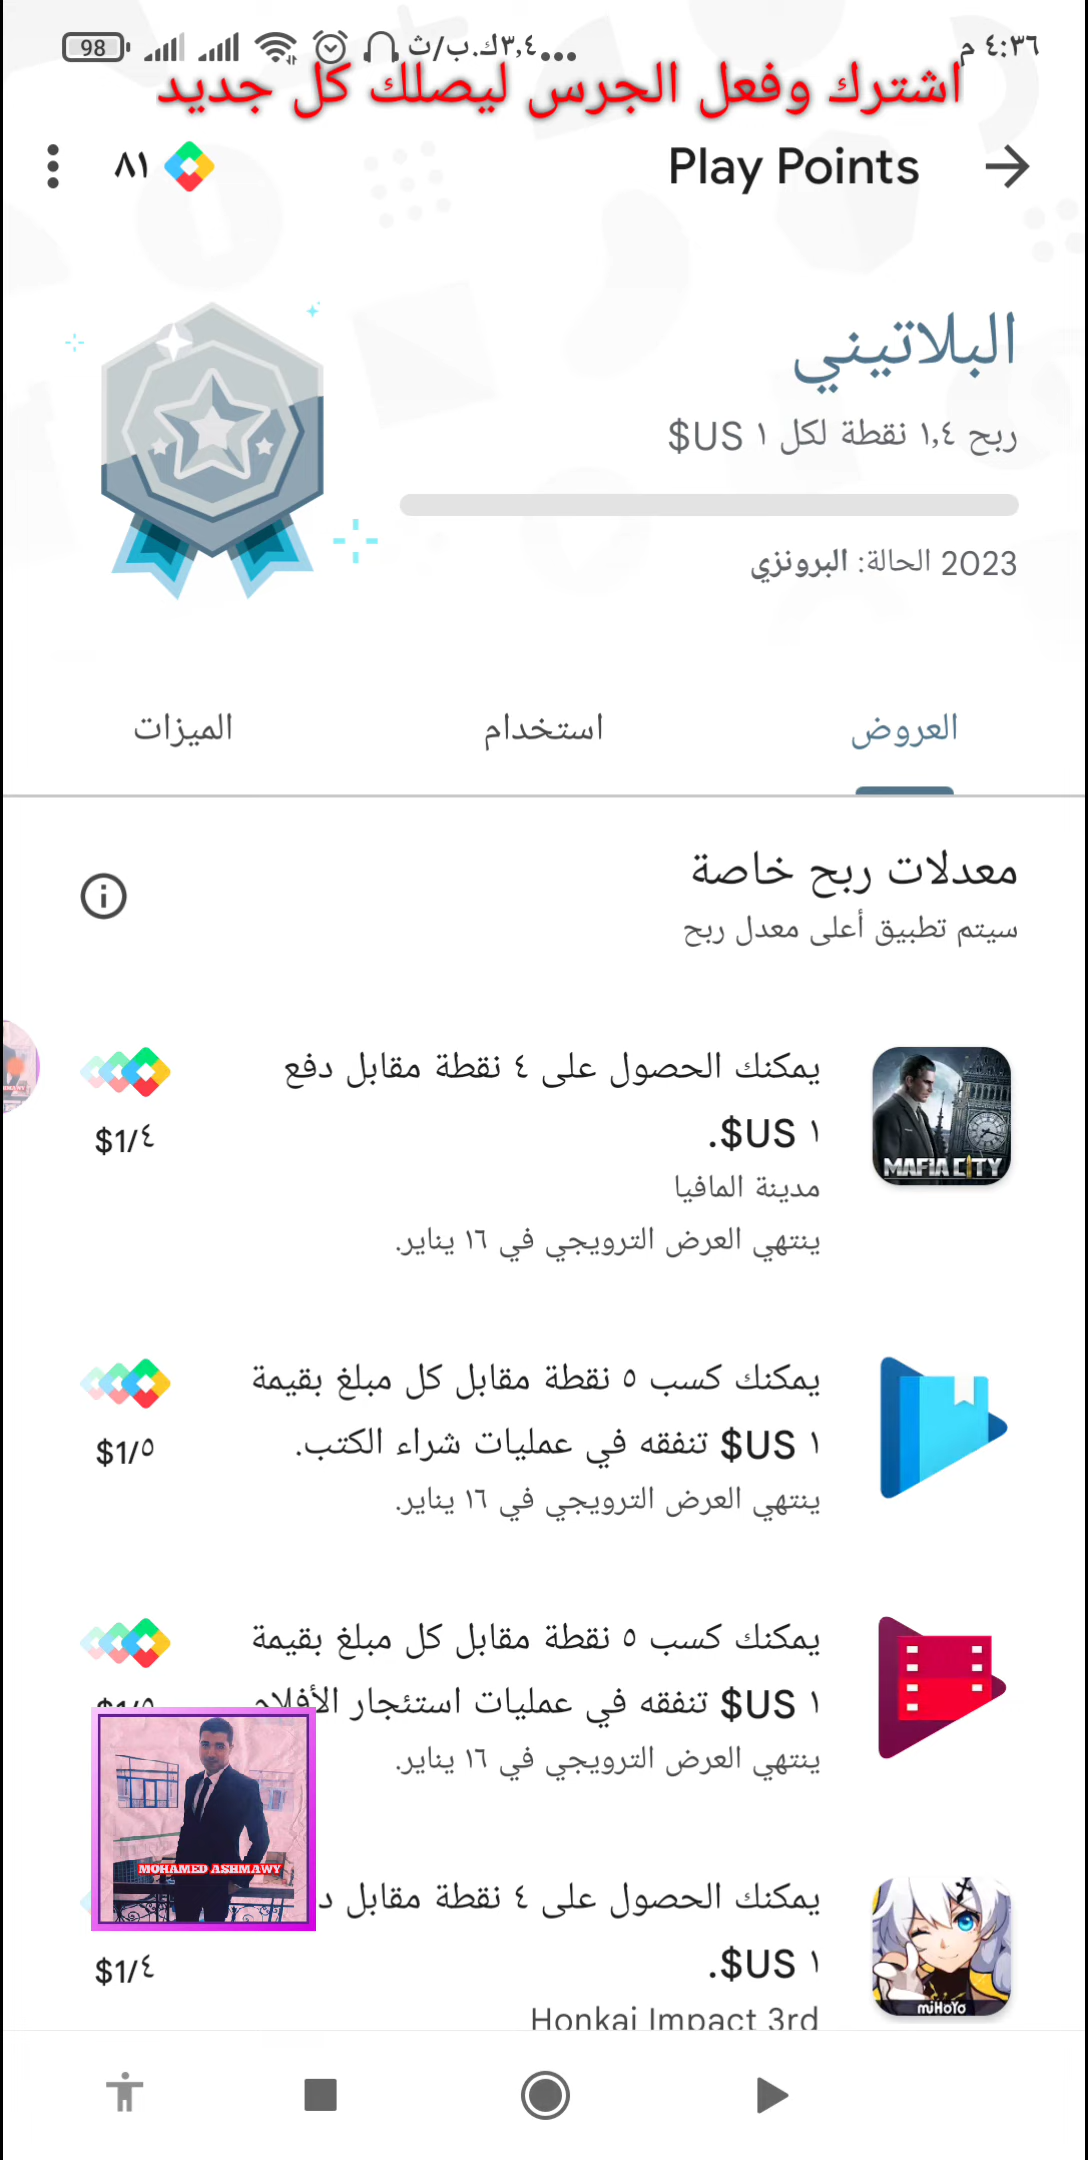 ٤:٣٦ م
...٣,٤ك.ب/ث
98
اشترك وفعل الجرس ليصلك كل جديد
Play Points
٨١
البلاتيني
ربح ١,٤ نقطة لكل ١ US$
2023 الحالة: البرونزي
العروض
استخدام
الميزات
معدلات ربح خاصة
سيتم تطبيق أعلى معدل ربح
MAFIA CITY
يمكنك الحصول على ٤ نقطة مقابل دفع
١ US$.
مدينة المافيا
ينتهي العرض الترويجي في ١٦ يناير.
$1/٤
يمكنك كسب ٥ نقطة مقابل كل مبلغ بقيمة
١ US$ تنفقه في عمليات شراء الكتب.
ينتهي العرض الترويجي في ١٦ يناير.
$1/٥
يمكنك كسب ٥ نقطة مقابل كل مبلغ بقيمة
١ US$ تنفقه في عمليات استئجار الأفلام
ينتهي العرض الترويجي في ١٦ يناير.
$1/٥
MOHAMED ASHMAWY
يمكنك الحصول على ٤ نقطة مقابل د
١ US$.
Honkai Impact 3rd
$1/٤
miHoYo